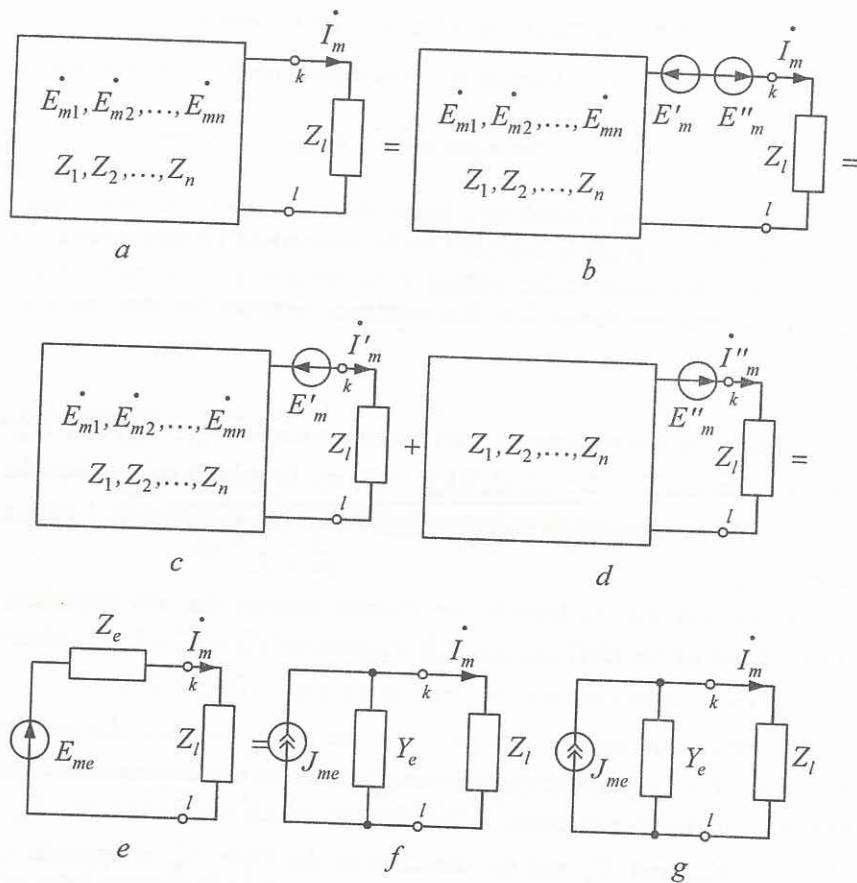 İ_m
k
Ė_m1, Ė_m2, ..., Ė_mn
Z_1, Z_2, ..., Z_n
Z_l
=
l
a
İ_m
k
E'_m E''_m
Ė_m1, Ė_m2, ..., Ė_mn
Z_1, Z_2, ..., Z_n
Z_l
=
l
b
İ'_m
k
E'_m
Ė_m1, Ė_m2, ..., Ė_mn
Z_1, Z_2, ..., Z_n
Z_l
+
l
c
İ''_m
k
E''_m
Z_1, Z_2, ..., Z_n
Z_l
=
l
d
Z_e
İ_m
k
E_me
Z_l
=
l
e
İ_m
k
J_me
Y_e
Z_l
l
f
İ_m
k
J_me
Y_e
Z_l
l
g